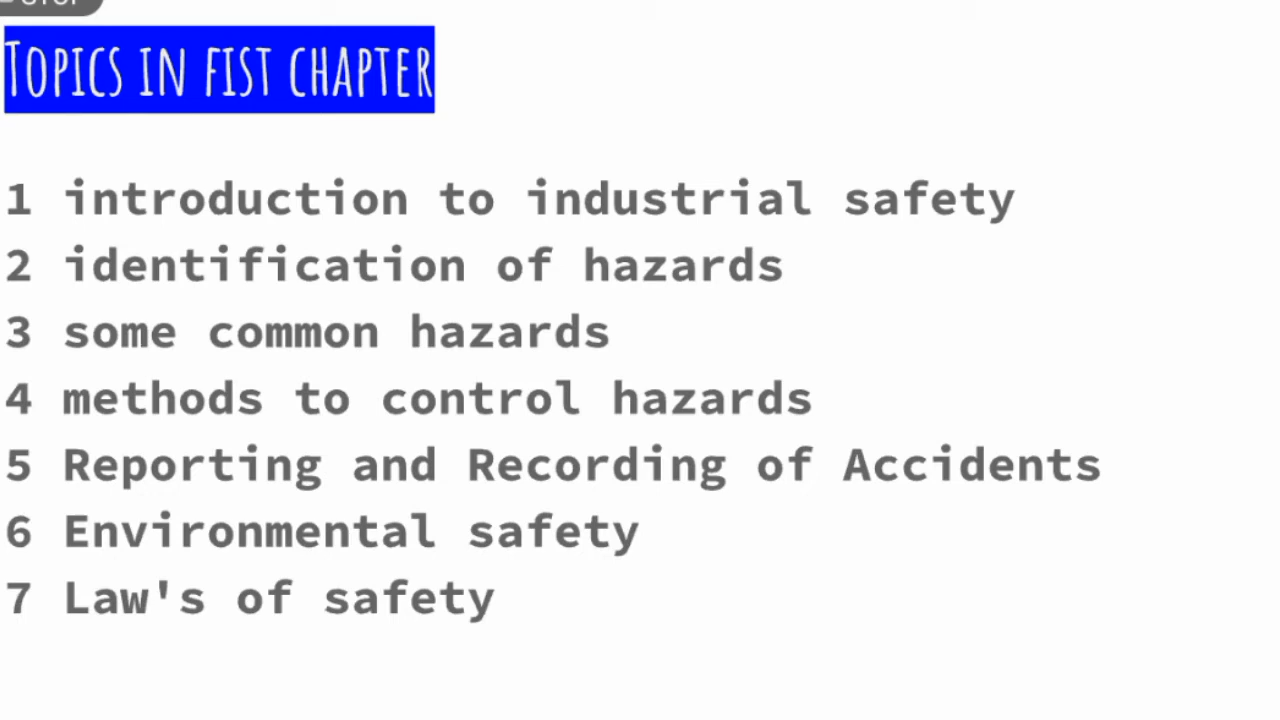 Topics in fist chapter
1 introduction to industrial safety
2 identification of hazards
3 some common hazards
4 methods to control hazards
5 Reporting and Recording of Accidents
6 Environmental safety
7 Law's of safety